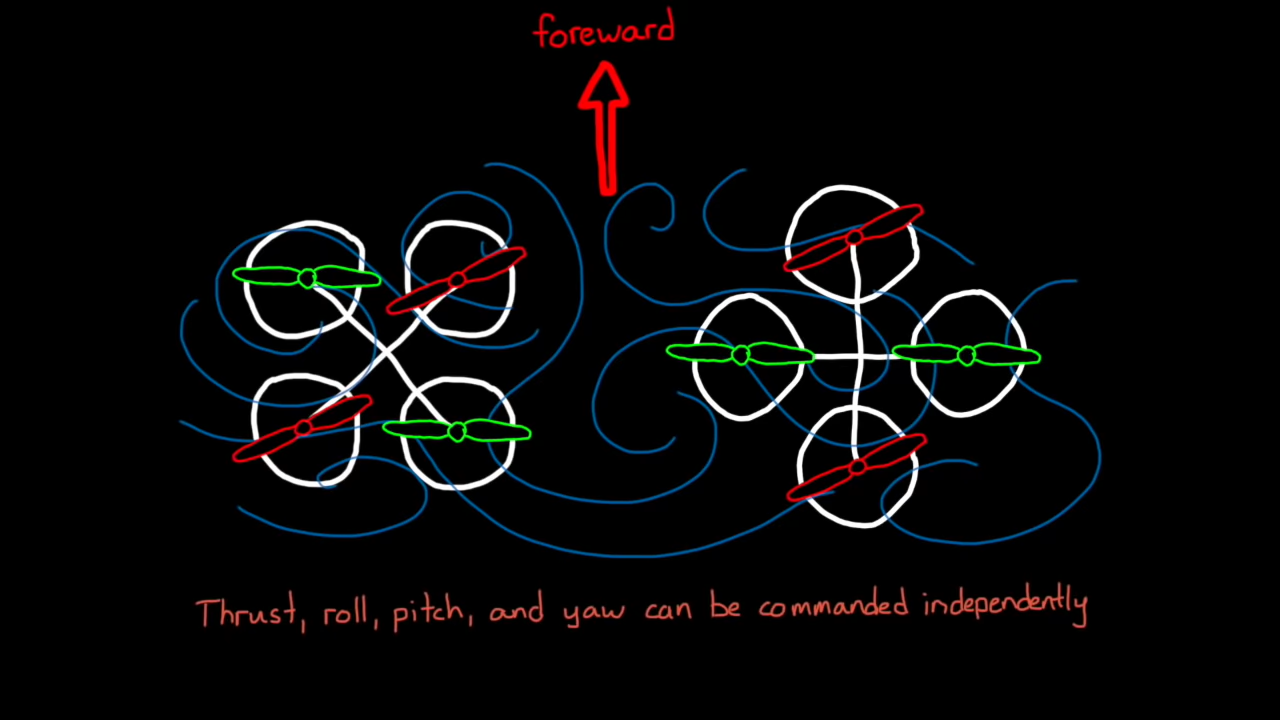 foreward
Thrust, roll, pitch, and yaw can be commanded independently